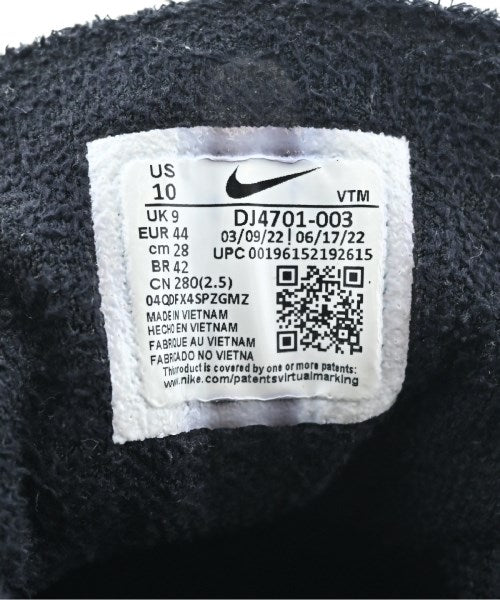 US
10
VTM
UK 9
EUR 44
cm 28
BR 42
CN 280(2.5)
DJ4701-003
03/09/22 | 06/17/22
UPC 00196152192615
04QDFX4SPZGMZ
MADE IN VIETNAM
HECHO EN VIETNAM
FABRIQUE AU VIETNAM
FABRICADO NO VIETNA
This product is covered by one or more patents:
www.nike.com/patentsvirtualmarking